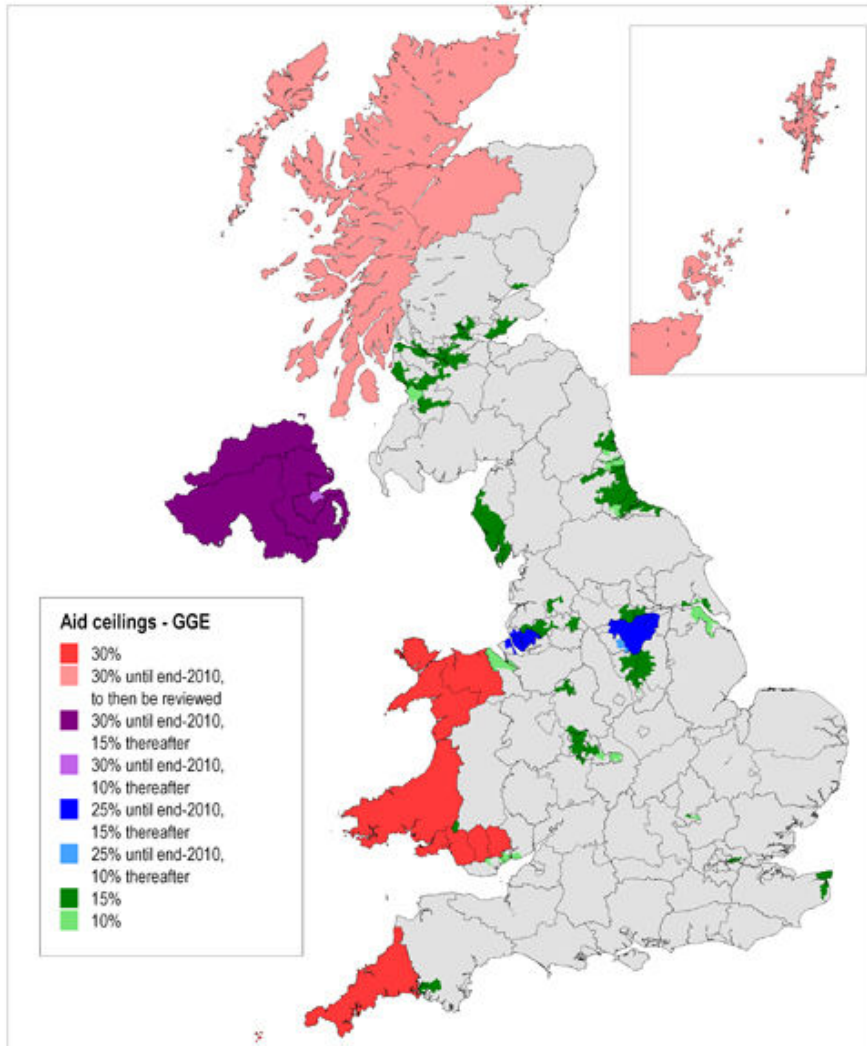 Aid ceilings - GGE
30%
30% until end-2010,
to then be reviewed
30% until end-2010,
15% thereafter
30% until end-2010,
10% thereafter
25% until end-2010,
15% thereafter
25% until end-2010,
10% thereafter
15%
10%